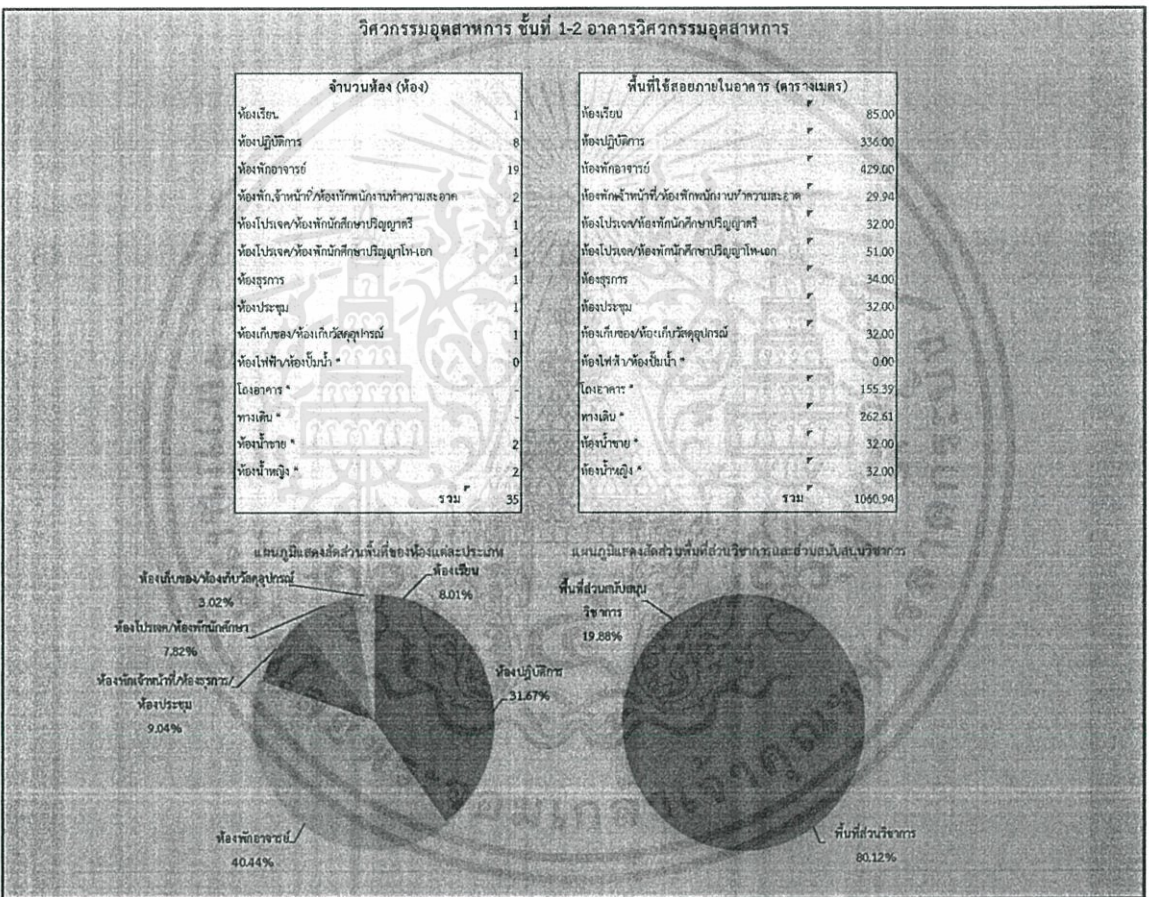 วิศวกรรมอุตสาหการ ชั้นที่ 1-2 อาคารวิศวกรรมอุตสาหการ
จำนวนห้อง (ห้อง)
ห้องเรียน 1
ห้องปฏิบัติการ 8
ห้องพักอาจารย์ 19
ห้องพักเจ้าหน้าที่/ห้องพักพนักงานทำความสะอาด 2
ห้องโปรเจค/ห้องพักนักศึกษาปริญญาตรี 1
ห้องโปรเจค/ห้องพักนักศึกษาปริญญาโท-เอก 1
ห้องธุรการ 1
ห้องประชุม 1
ห้องเก็บของ/ห้องเก็บวัสดุอุปกรณ์ 1
ห้องไฟฟ้า/ห้องปั๊มน้ำ * 0
โถงอาคาร * -
ทางเดิน * -
ห้องน้ำชาย * 2
ห้องน้ำหญิง * 2
รวม 35
พื้นที่ใช้สอยภายในอาคาร (ตารางเมตร)
ห้องเรียน 85.00
ห้องปฏิบัติการ 336.00
ห้องพักอาจารย์ 429.00
ห้องพักเจ้าหน้าที่/ห้องพักพนักงานทำความสะอาด 29.94
ห้องโปรเจค/ห้องพักนักศึกษาปริญญาตรี 32.00
ห้องโปรเจค/ห้องพักนักศึกษาปริญญาโท-เอก 51.00
ห้องธุรการ 34.00
ห้องประชุม 32.00
ห้องเก็บของ/ห้องเก็บวัสดุอุปกรณ์ 32.00
ห้องไฟฟ้า/ห้องปั๊มน้ำ * 0.00
โถงอาคาร * 155.39
ทางเดิน * 262.61
ห้องน้ำชาย * 32.00
ห้องน้ำหญิง * 32.00
รวม 1060.94
แผนภูมิแสดงสัดส่วนพื้นที่ของห้องแต่ละประเภท
ห้องเก็บของ/ห้องเก็บวัสดุอุปกรณ์
3.02%
ห้องเรียน
8.01%
ห้องโปรเจค/ห้องพักนักศึกษา
7.82%
ห้องปฏิบัติการ
31.67%
ห้องพักเจ้าหน้าที่/ห้องธุรการ/
ห้องประชุม
9.04%
ห้องพักอาจารย์
40.44%
แผนภูมิแสดงสัดส่วนพื้นที่ส่วนวิชาการและส่วนสนับสนุนวิชาการ
พื้นที่ส่วนสนับสนุน
วิชาการ
19.88%
พื้นที่ส่วนวิชาการ
80.12%